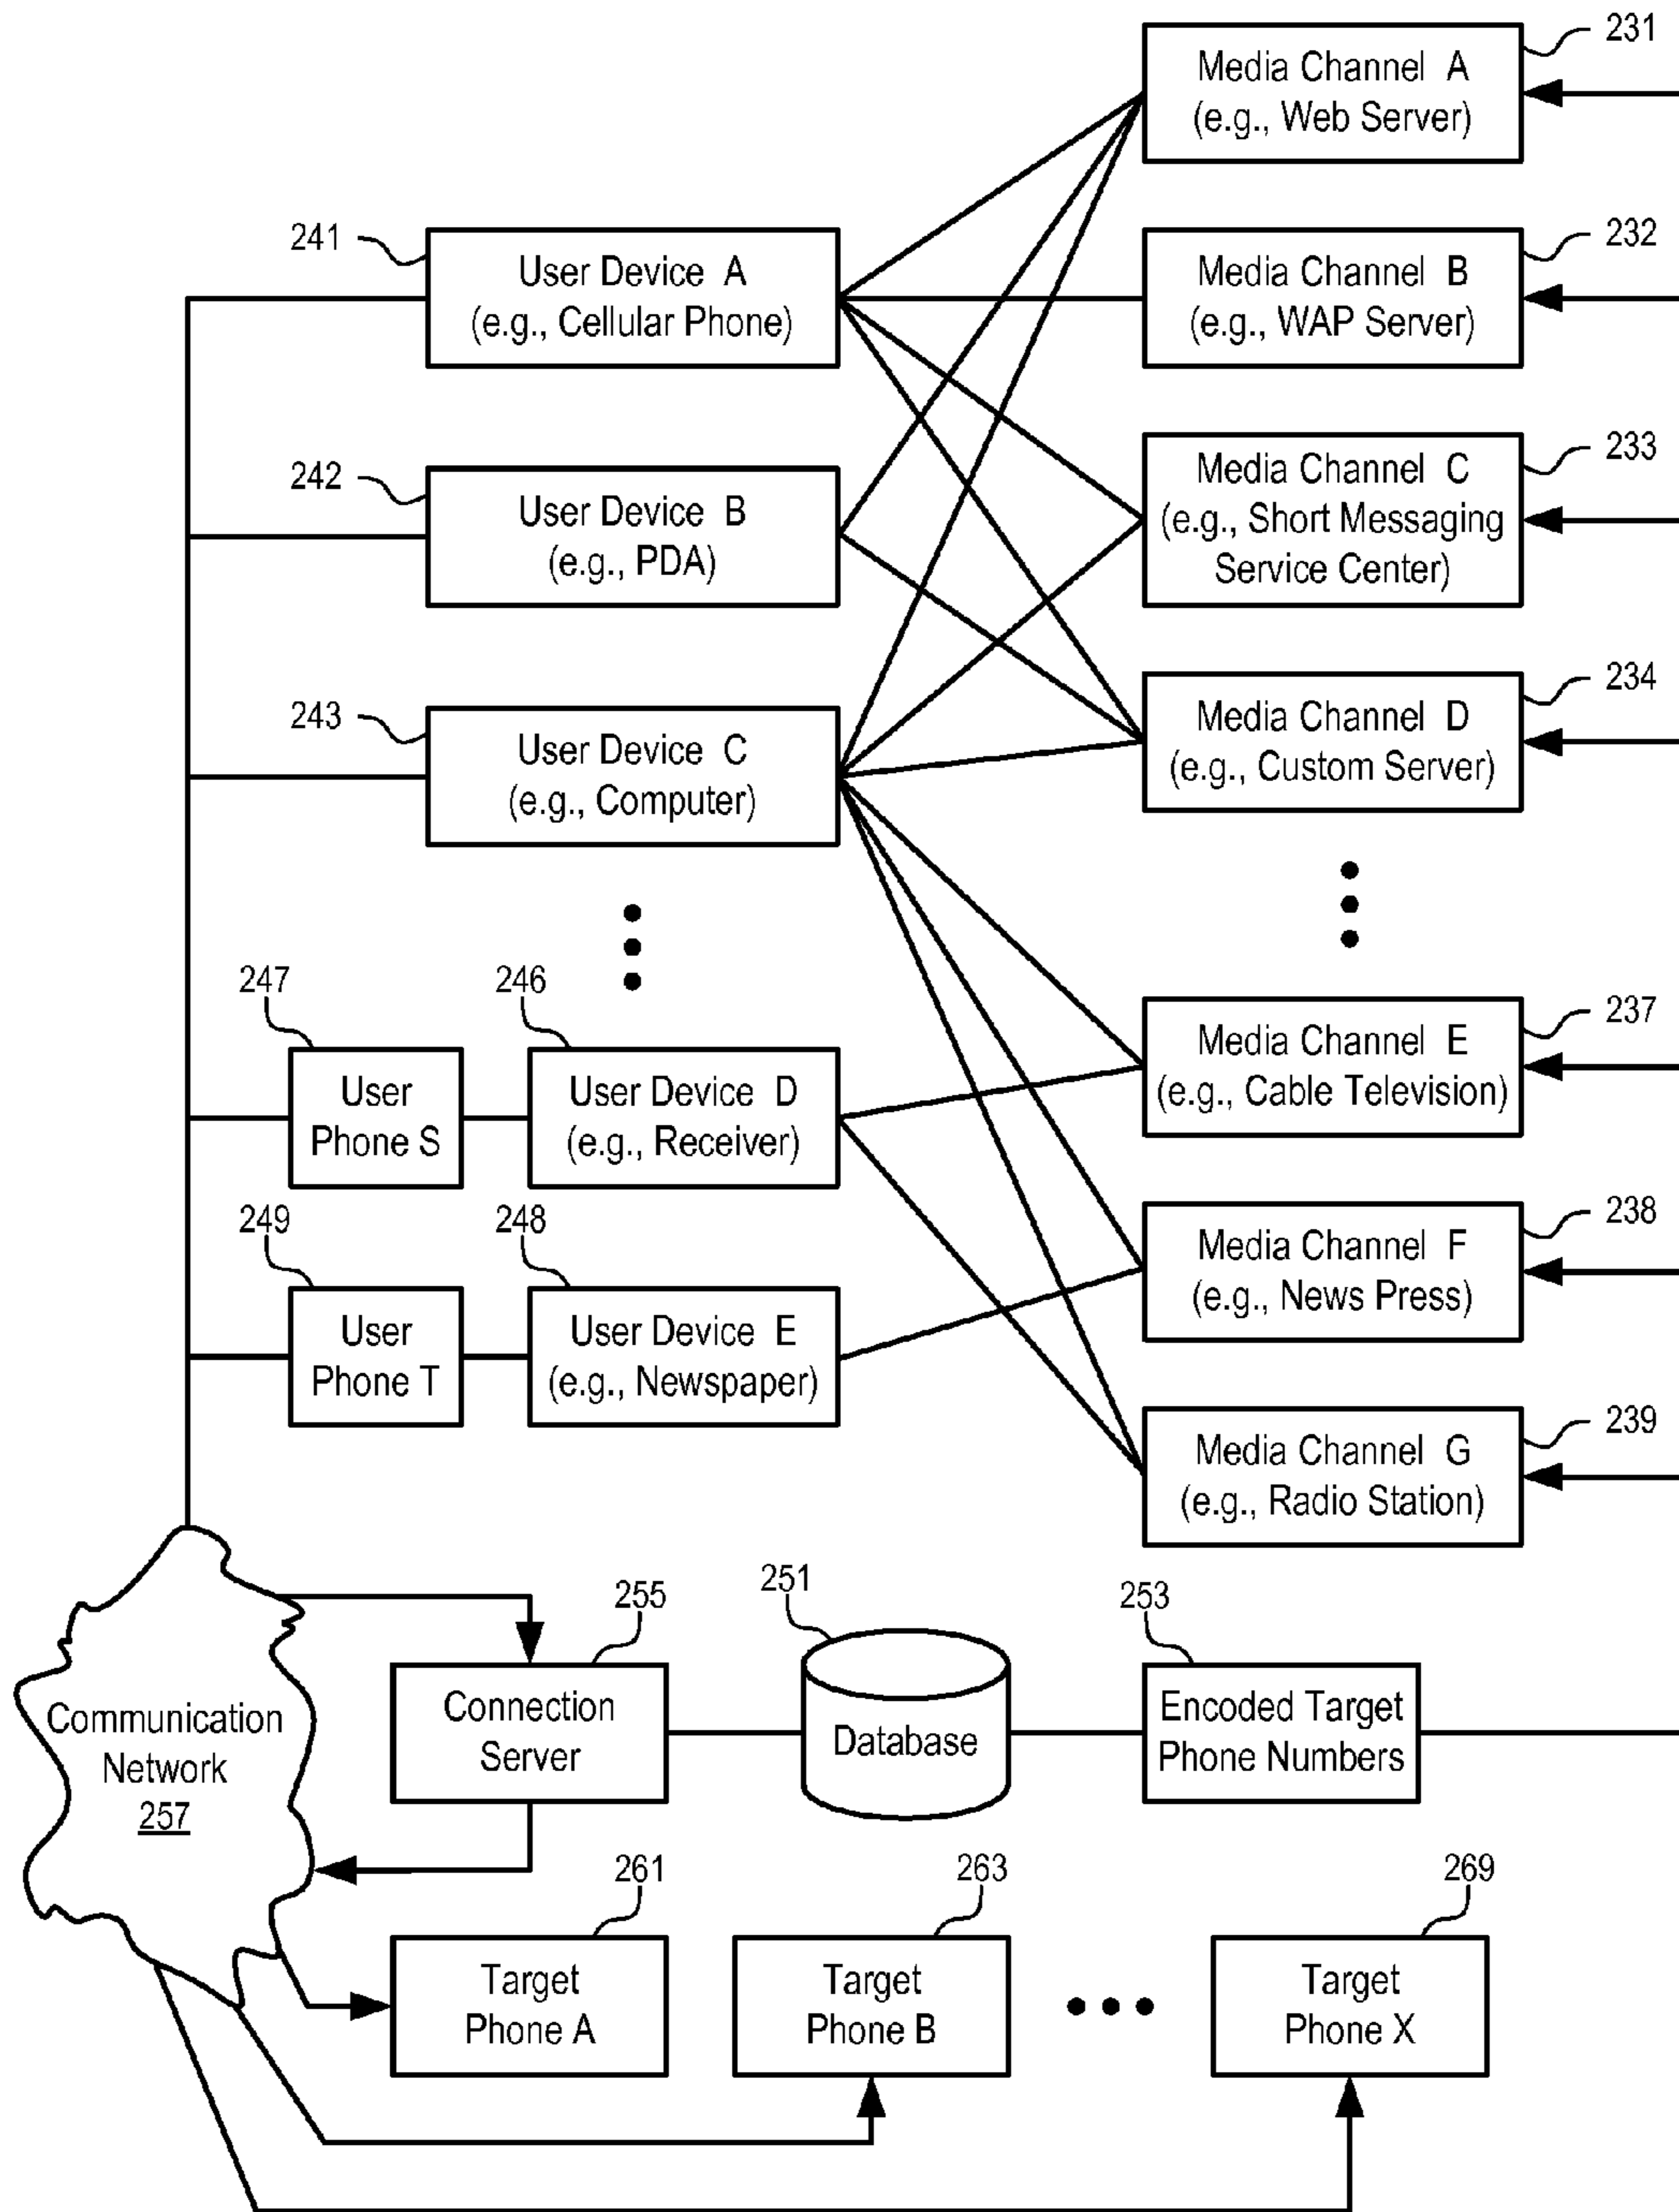 231
Media Channel A
(e.g., Web Server)
241
User Device A
(e.g., Cellular Phone)
232
Media Channel B
(e.g., WAP Server)
242
User Device B
(e.g., PDA)
233
Media Channel C
(e.g., Short Messaging
Service Center)
243
User Device C
(e.g., Computer)
234
Media Channel D
(e.g., Custom Server)
247
User
Phone S
246
User Device D
(e.g., Receiver)
237
Media Channel E
(e.g., Cable Television)
249
User
Phone T
248
User Device E
(e.g., Newspaper)
238
Media Channel F
(e.g., News Press)
239
Media Channel G
(e.g., Radio Station)
Communication
Network
257
255
Connection
Server
251
Database
253
Encoded Target
Phone Numbers
261
Target
Phone A
263
Target
Phone B
269
Target
Phone X